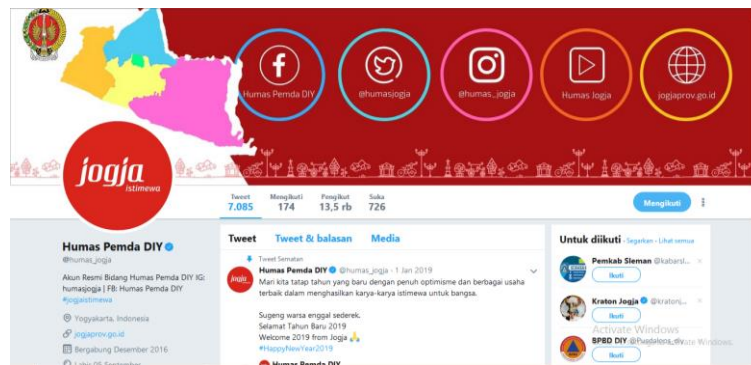 Humas Pemda DIY
@humasjogja
@humas_jogja
Humas Jogja
jogjaprov.go.id
jogja
istimewa
Tweet Mengikuti Pengikut Suka
7.085 174 13,5 rb 726
Mengikuti
Humas Pemda DIY
@humas_jogja
Akun Resmi Bidang Humas Pemda DIY IG:
humasjogja | FB: Humas Pemda DIY
#jogjaistimewa
Yogyakarta, Indonesia
jogjaprov.go.id
Bergabung Desember 2016
Lahir 05 September
Tweet Tweet & balasan Media
Tweet Sematan
Humas Pemda DIY @humas_jogja · 1 Jan 2019
Mari kita tatap tahun yang baru dengan penuh optimisme dan berbagai usaha
terbaik dalam menghasilkan karya-karya istimewa untuk bangsa.
Sugeng warsa enggal sederek.
Selamat Tahun Baru 2019
Welcome 2019 from Jogja
#HappyNewYear2019
Humas Pemda DIY
Untuk diikuti · Segarkan · Lihat semua
Pemkab Sleman @kabarsl...
Ikuti
Kraton Jogja @kratonj...
Ikuti
Activate Windows
BPBD DIY @Pusdalops_diy
Ikuti